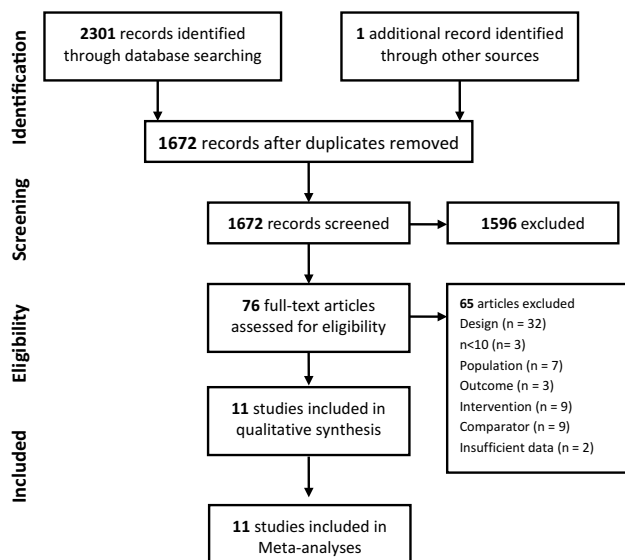 Identification
2301 records identified
through database searching
1 additional record identified
through other sources
1672 records after duplicates removed
Screening
1672 records screened
1596 excluded
Eligibility
76 full-text articles
assessed for eligibility
65 articles excluded
Design (n = 32)
n<10 (n= 3)
Population (n = 7)
Outcome (n = 3)
Intervention (n = 9)
Comparator (n = 9)
Insufficient data (n = 2)
Included
11 studies included in
qualitative synthesis
11 studies included in
Meta-analyses